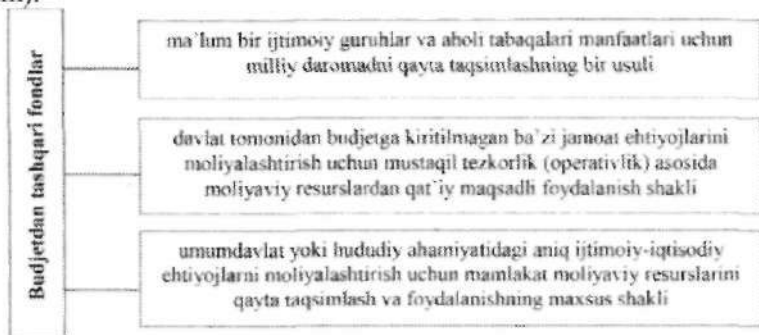 Budjetdan tashqari fondlar
ma`lum bir ijtimoiy guruhlar va aholi tabaqalari manfaatlari uchun
milliy daromadni qayta taqsimlashning bir usuli
davlat tomonidan budjetga kiritilmagan ba`zi jamoat ehtiyojlarini
moliyalashtirish uchun mustaqil tezkorlik (operativlik) asosida
moliyaviy resurslardan qat`iy maqsadli foydalanish shakli
umumdavlat yoki hududiy ahamiyatidagi aniq ijtimoiy-iqtisodiy
ehtiyojlarni moliyalashtirish uchun mamlakat moliyaviy resurslarini
qayta taqsimlash va foydalanishning maxsus shakli